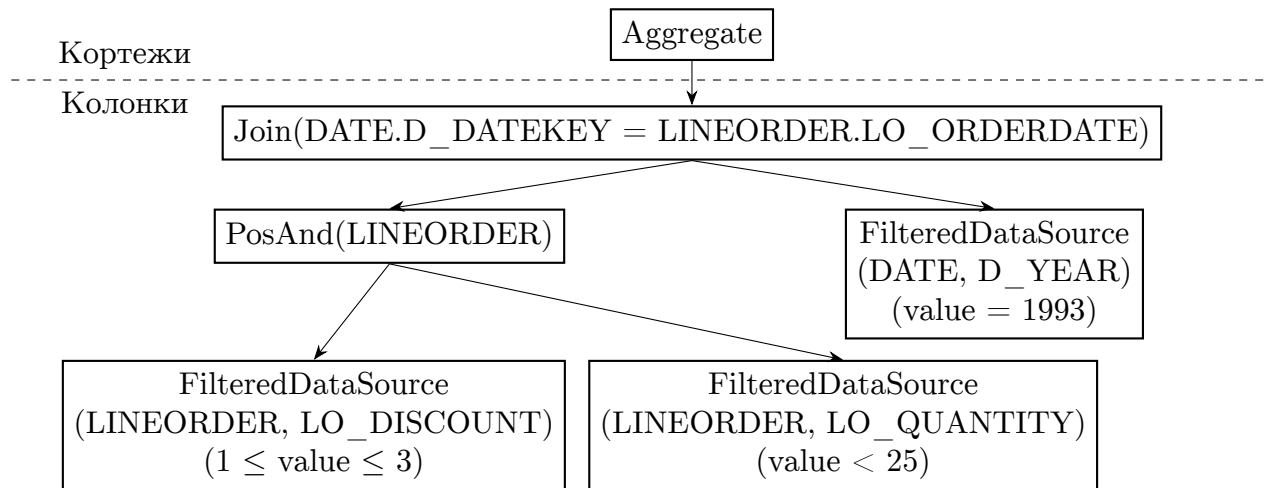 Aggregate
Кортежи
Колонки
Join(DATE.D_DATEKEY = LINEORDER.LO_ORDERDATE)
PosAnd(LINEORDER)
FilteredDataSource
(DATE, D_YEAR)
(value = 1993)
FilteredDataSource
(LINEORDER, LO_DISCOUNT)
(1 ≤ value ≤ 3)
FilteredDataSource
(LINEORDER, LO_QUANTITY)
(value < 25)